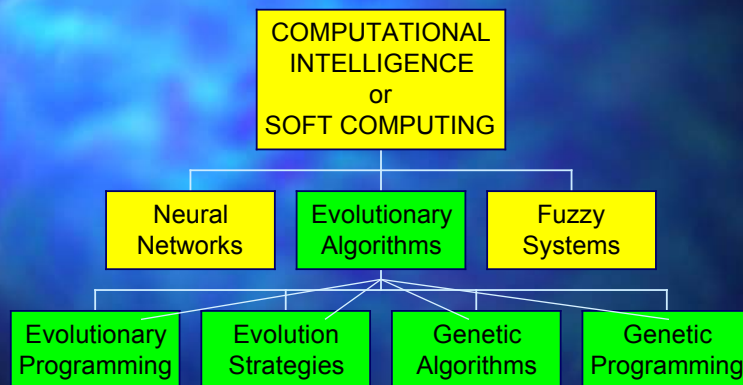 COMPUTATIONAL
INTELLIGENCE
or
SOFT COMPUTING
Neural
Networks
Evolutionary
Algorithms
Fuzzy
Systems
Evolutionary
Programming
Evolution
Strategies
Genetic
Algorithms
Genetic
Programming